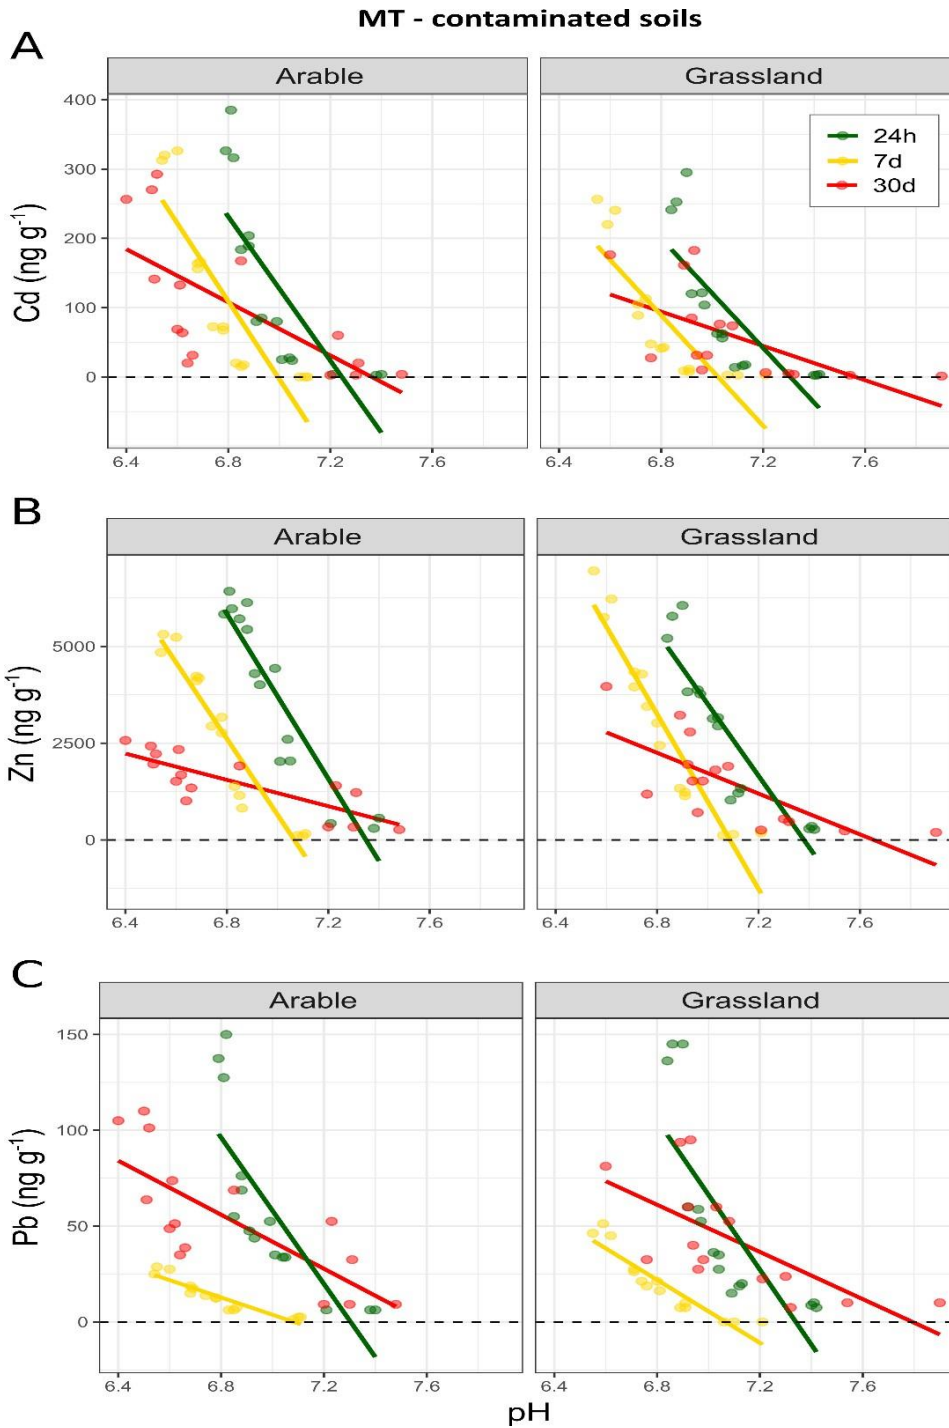 MT - contaminated soils
A
Arable Grassland
Cd (ng g⁻¹)
400
300
200
100
0
24h
7d
30d
6.4 6.8 7.2 7.6 6.4 6.8 7.2 7.6
B
Arable Grassland
Zn (ng g⁻¹)
5000
2500
0
6.4 6.8 7.2 7.6 6.4 6.8 7.2 7.6
C
Arable Grassland
Pb (ng g⁻¹)
150
100
50
0
6.4 6.8 7.2 7.6 6.4 6.8 7.2 7.6
pH